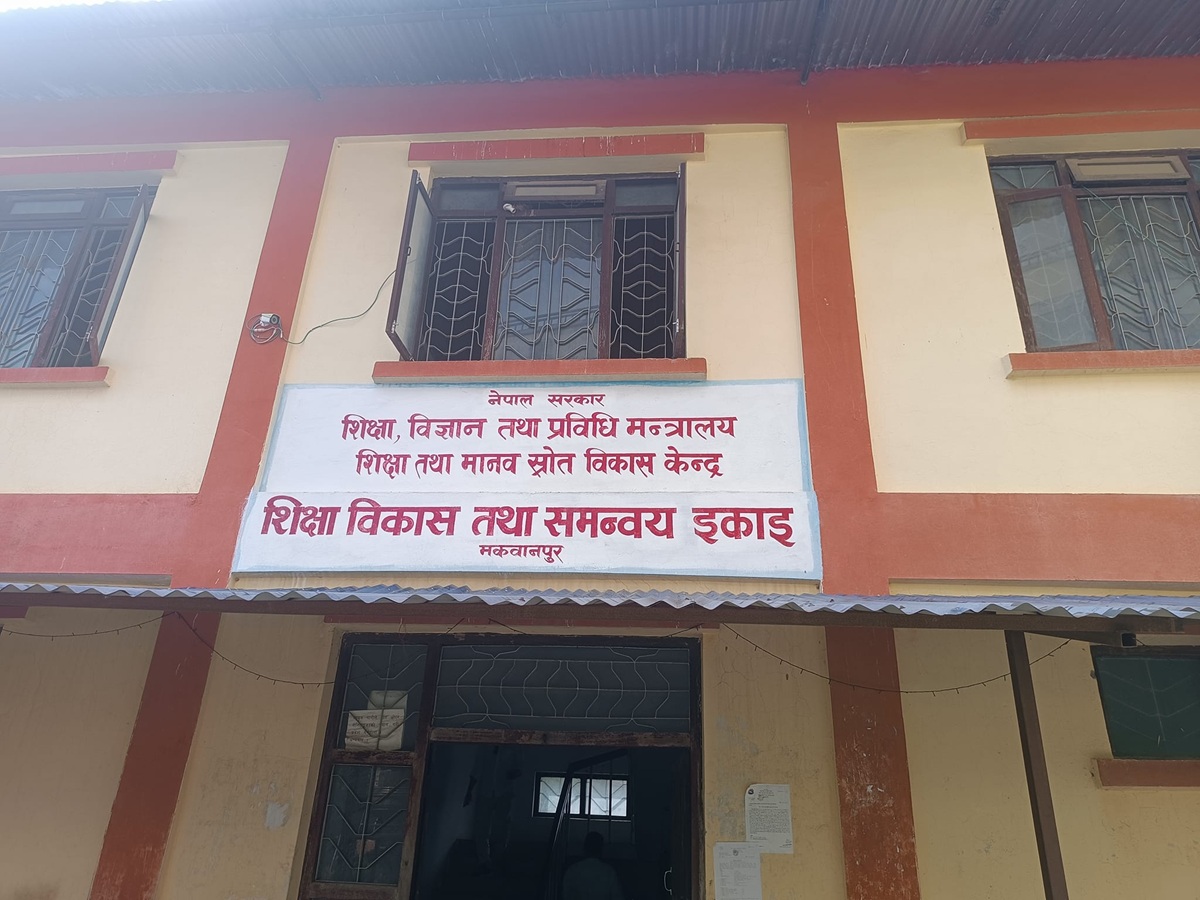 नेपाल सरकार
शिक्षा, विज्ञान तथा प्रविधि मन्त्रालय
शिक्षा तथा मानव स्रोत विकास केन्द्र
शिक्षा विकास तथा समन्वय इकाइ
मकवानपुर